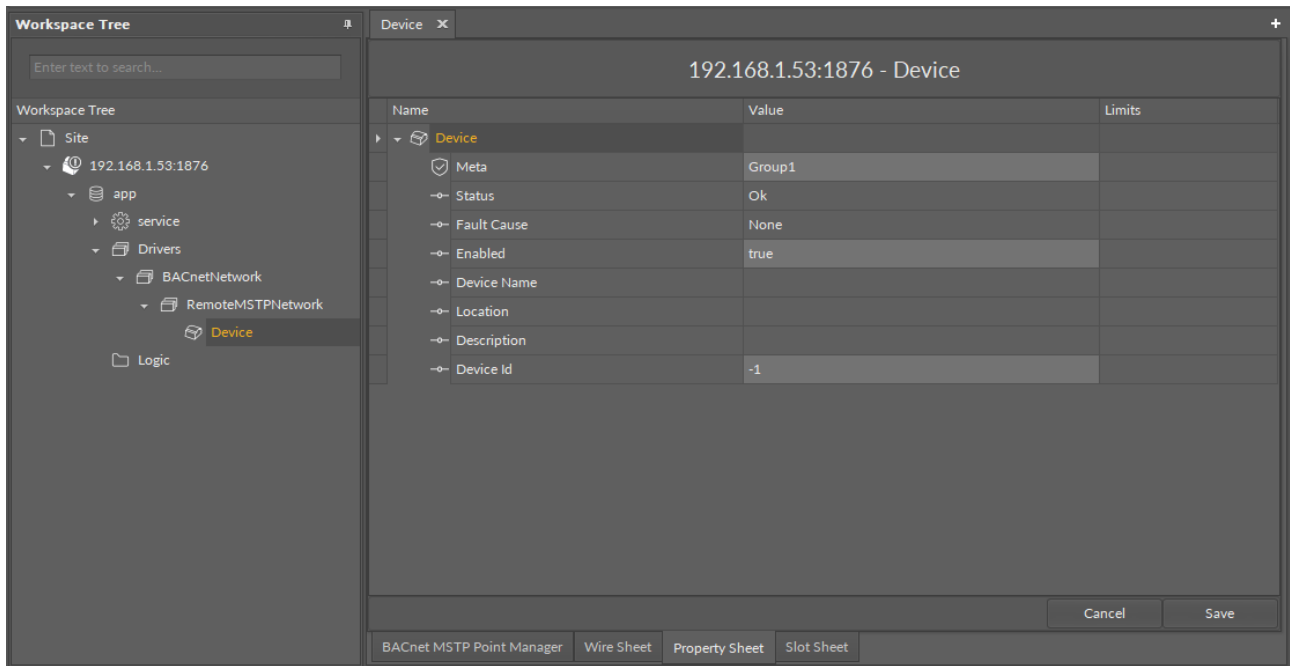 Workspace Tree
Enter text to search...
Workspace Tree
Site
192.168.1.53:1876
app
service
Drivers
BACnetNetwork
RemoteMSTPNetwork
Device
Logic
Device
192.168.1.53:1876 - Device
Name Value Limits
Device
Meta Group1
Status Ok
Fault Cause None
Enabled true
Device Name
Location
Description
Device Id -1
Cancel Save
BACnet MSTP Point Manager Wire Sheet Property Sheet Slot Sheet